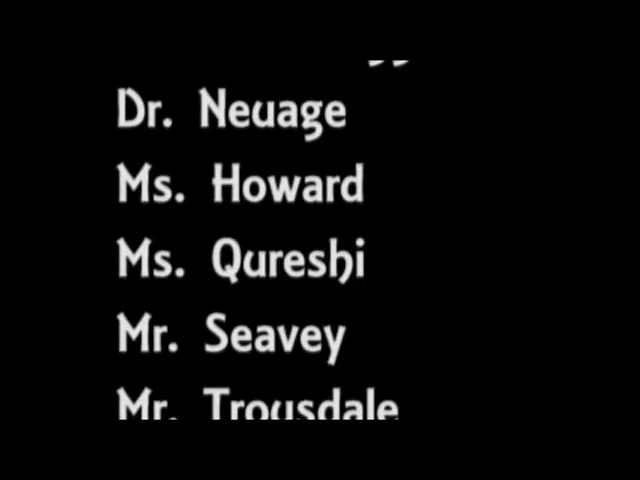 Dr. Neuage
Ms. Howard
Ms. Qureshi
Mr. Seavey
Mr. Trousdale